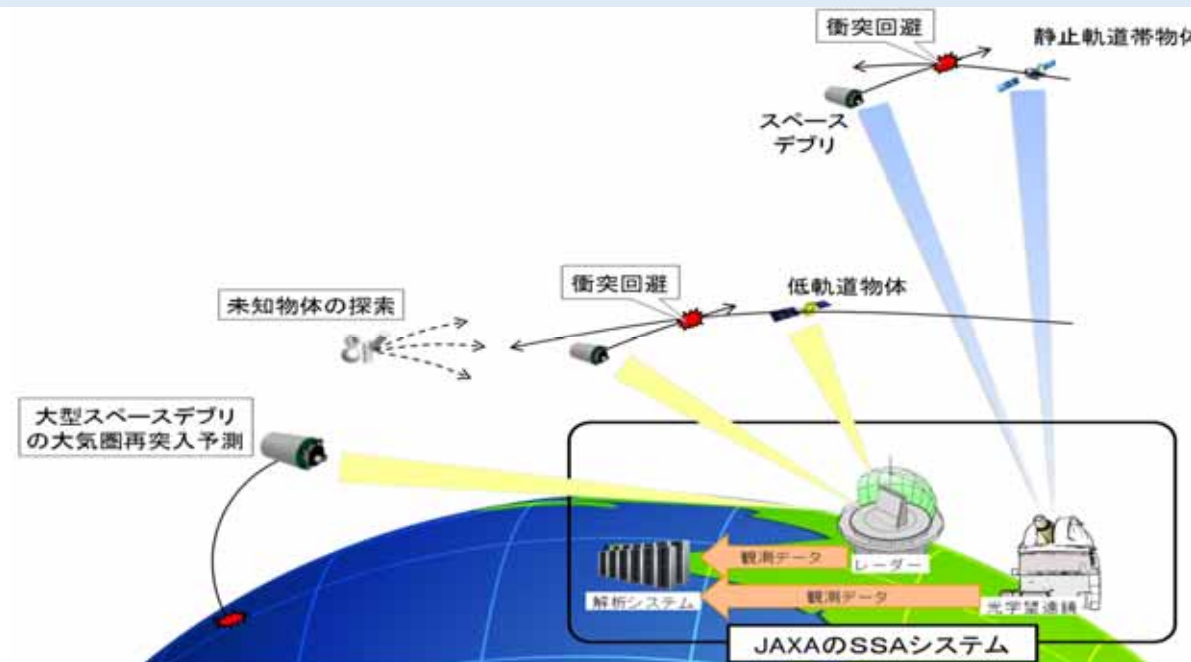 衝突回避
静止軌道帯物体
スペース
デブリ
衝突回避
低軌道物体
未知物体の探索
大型スペースデブリ
の大気圏再突入予測
観測データ
レーダー
解析システム
観測データ
光学望遠鏡
JAXAのSSAシステム